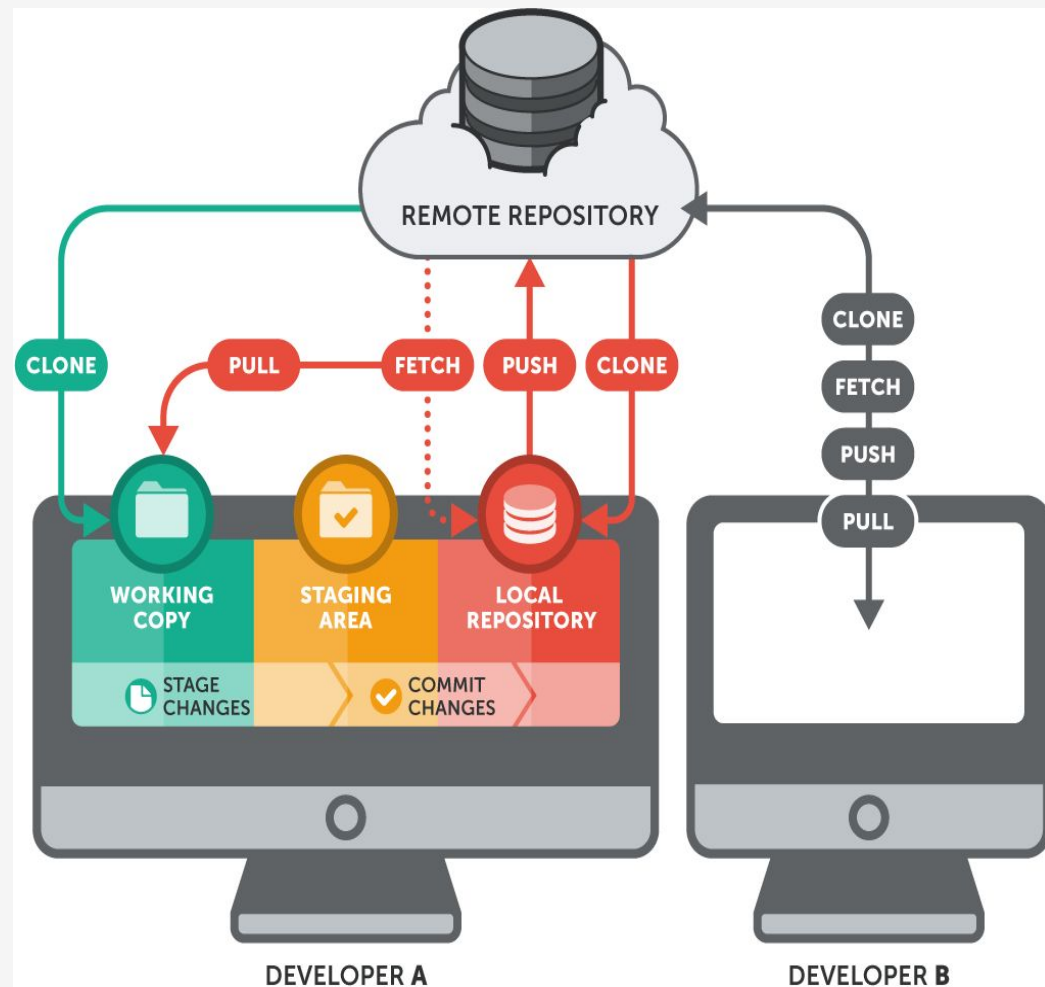 REMOTE REPOSITORY
CLONE
PULL
FETCH
PUSH
CLONE
CLONE
FETCH
PUSH
PULL
WORKING
COPY
STAGING
AREA
LOCAL
REPOSITORY
STAGE
CHANGES
COMMIT
CHANGES
DEVELOPER A
DEVELOPER B